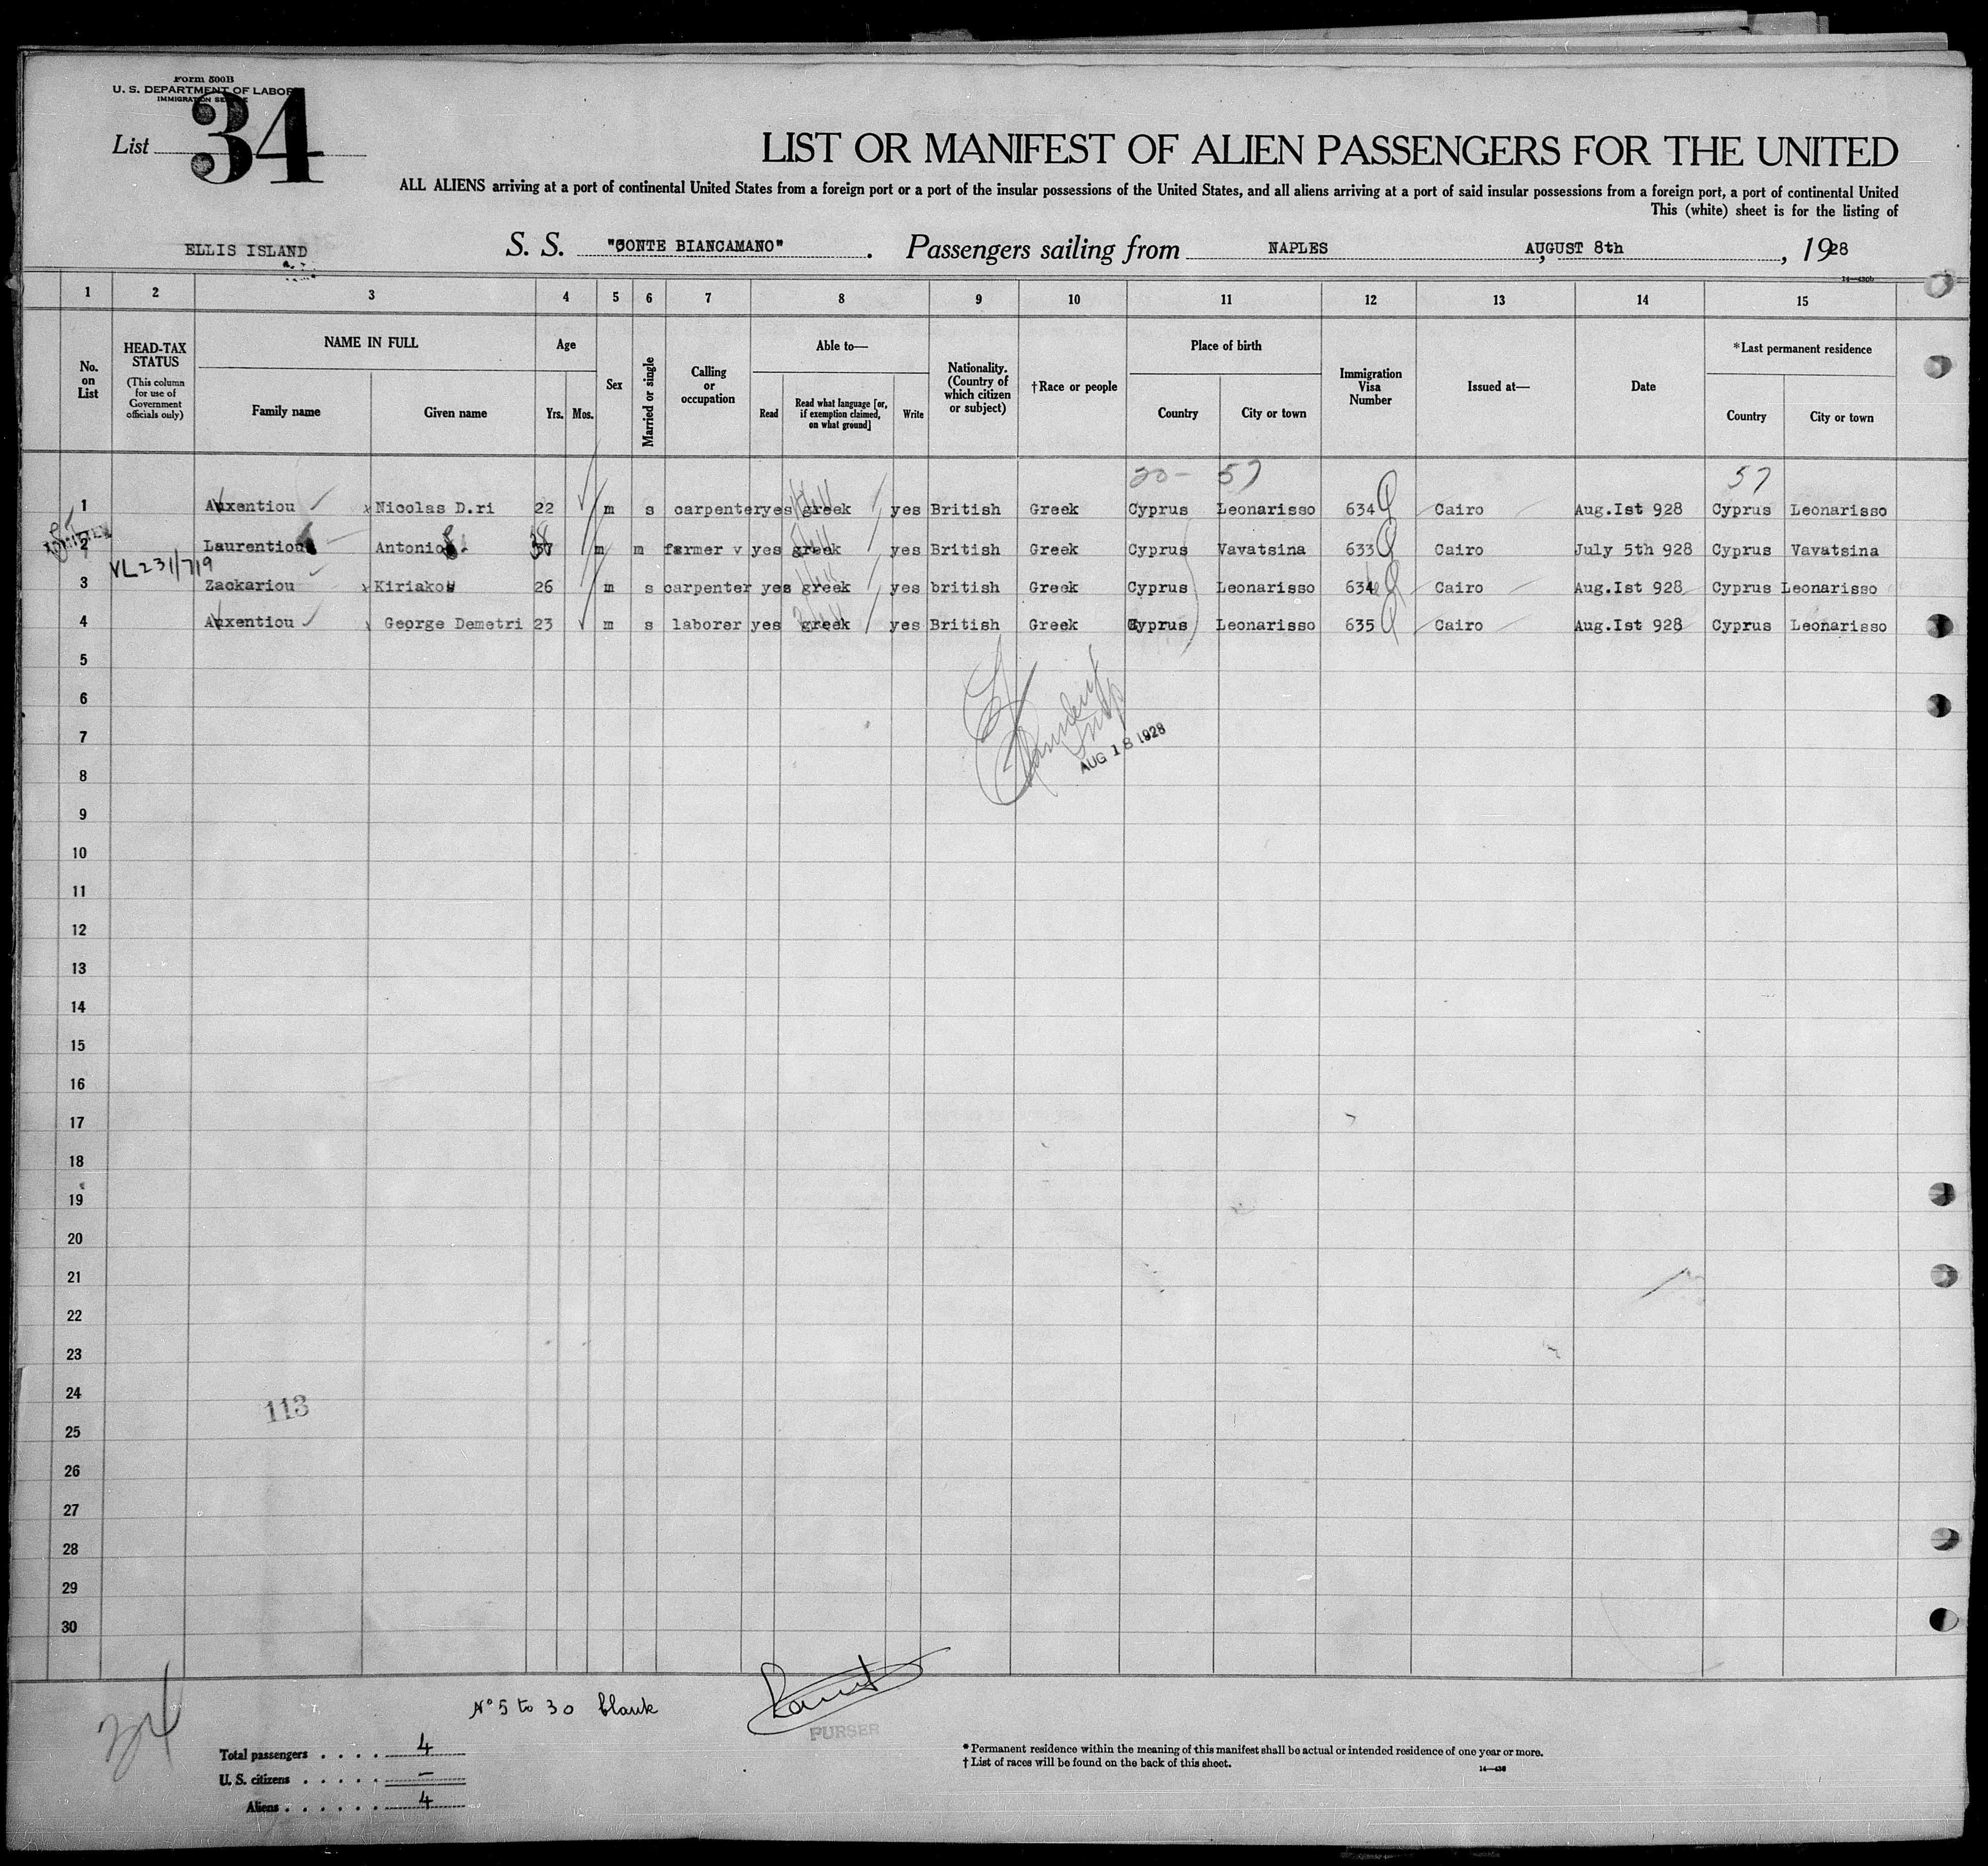 Form 500B
U. S. DEPARTMENT OF LABOR
IMMIGRATION SERVICE
List 34
LIST OR MANIFEST OF ALIEN PASSENGERS FOR THE UNITED
ALL ALIENS arriving at a port of continental United States from a foreign port or a port of the insular possessions of the United States, and all aliens arriving at a port of said insular possessions from a foreign port, a port of continental United
This (white) sheet is for the listing of
ELLIS ISLAND S. S. "CONTE BIANCAMANO". Passengers sailing from NAPLES, AUGUST 8th, 1928
14—430b
1 2 3 4 5 6 7 8 9 10 11 12 13 14 15
No. on List
HEAD-TAX STATUS (This column for use of Government officials only)
NAME IN FULL Family name Given name
Age Yrs. Mos.
Sex
Married or single
Calling or occupation
Able to— Read Read what language [or, if exemption claimed, on what ground] Write
Nationality. (Country of which citizen or subject)
†Race or people
Place of birth Country City or town
Immigration Visa Number
Issued at—
Date
*Last permanent residence Country City or town
20- 57 57
1 Auxentiou Nicolas D.ri 22 m s carpenter yes greek yes British Greek Cyprus Leonarisso 634 Cairo Aug.Ist 928 Cyprus Leonarisso
2 Laurentiou Antonio 38 m m farmer v yes greek yes British Greek Cyprus Vavatsina 633 Cairo July 5th 928 Cyprus Vavatsina
VL231/719
3 Zackariou Kiriakou 26 m s carpenter yes greek yes british Greek Cyprus Leonarisso 634 Cairo Aug.Ist 928 Cyprus Leonarisso
4 Auxentiou George Demetri 23 m s laborer yes greek yes British Greek Cyprus Leonarisso 635 Cairo Aug.Ist 928 Cyprus Leonarisso
5
6
7
AUG 18 1928
8
9
10
11
12
13
14
15
16
17
18
19
20
21
22
23
24
113
25
26
27
28
29
30
No 5 to 30 blank
PURSER
34
Total passengers . . . . 4
U. S. citizens . . . . . –
Aliens . . . . . . 4
* Permanent residence within the meaning of this manifest shall be actual or intended residence of one year or more.
† List of races will be found on the back of this sheet.
14—430